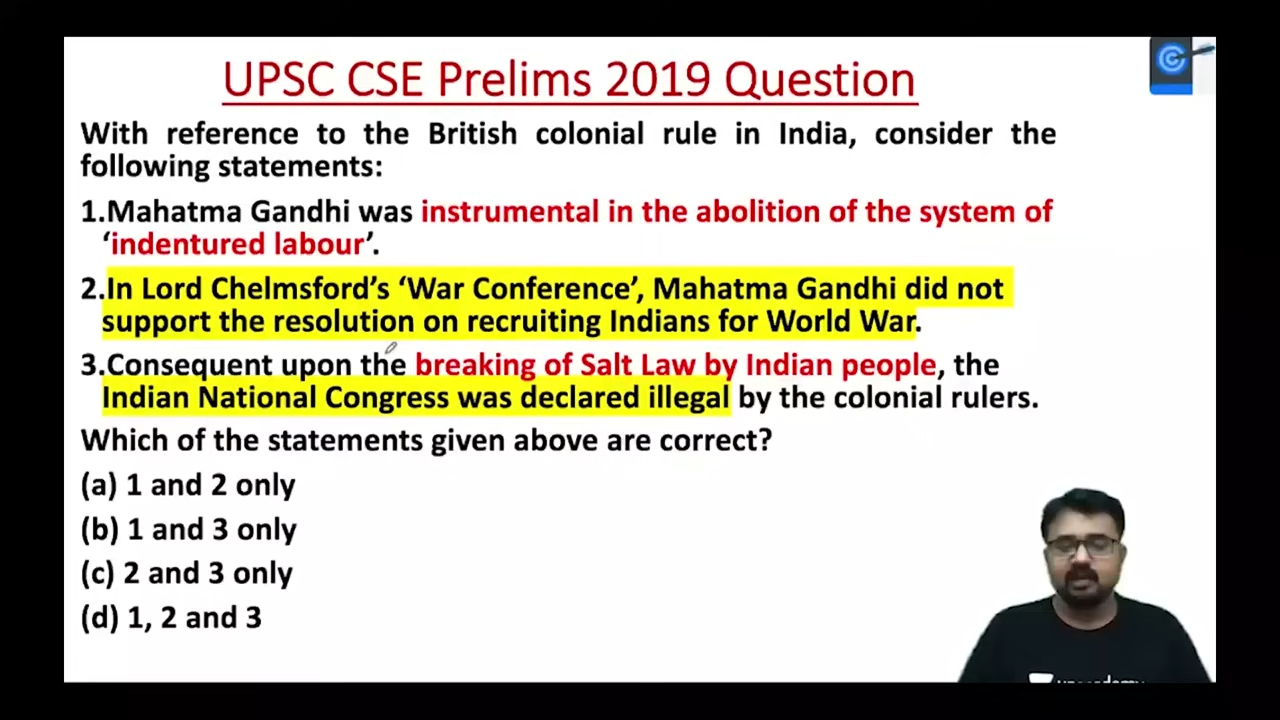 UPSC CSE Prelims 2019 Question
With reference to the British colonial rule in India, consider the
following statements:
1.Mahatma Gandhi was instrumental in the abolition of the system of
‘indentured labour’.
2.In Lord Chelmsford’s ‘War Conference’, Mahatma Gandhi did not
support the resolution on recruiting Indians for World War.
3.Consequent upon the breaking of Salt Law by Indian people, the
Indian National Congress was declared illegal by the colonial rulers.
Which of the statements given above are correct?
(a) 1 and 2 only
(b) 1 and 3 only
(c) 2 and 3 only
(d) 1, 2 and 3